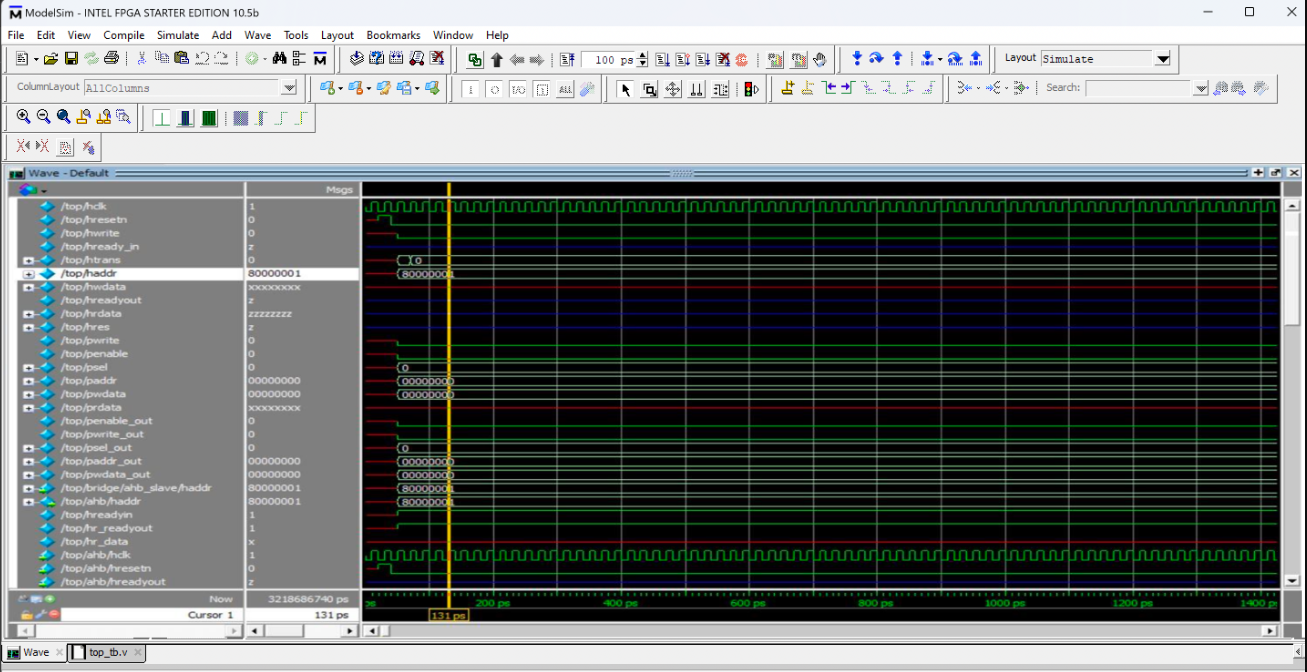 ModelSim - INTEL FPGA STARTER EDITION 10.5b
File Edit View Compile Simulate Add Wave Tools Layout Bookmarks Window Help
100 ps Layout Simulate
ColumnLayout AllColumns ALL Search:
Wave - Default
Msgs
/top/hclk 1
/top/hresetn 0
/top/hwrite 0
/top/hready_in z
/top/htrans 0 0
/top/haddr 80000001 80000001
/top/hwdata xxxxxxxx
/top/hreadyout z
/top/hrdata zzzzzzzz
/top/hres z
/top/pwrite 0
/top/penable 0
/top/psel 0 0
/top/paddr 00000000 00000000
/top/pwdata 00000000 00000000
/top/prdata xxxxxxxx
/top/penable_out 0
/top/pwrite_out 0
/top/psel_out 0 0
/top/paddr_out 00000000 00000000
/top/pwdata_out 00000000 00000000
/top/bridge/ahb_slave/haddr 80000001 80000001
/top/ahb/haddr 80000001 80000001
/top/hreadyin 1
/top/hr_readyout 1
/top/hr_data x
/top/ahb/hclk 1
/top/ahb/hresetn 0
/top/ahb/hreadyout z
Now 3218686740 ps ps 200 ps 400 ps 600 ps 800 ps 1000 ps 1200 ps 1400 ps
Cursor 1 131 ps 131 ps
Wave top_tb.v